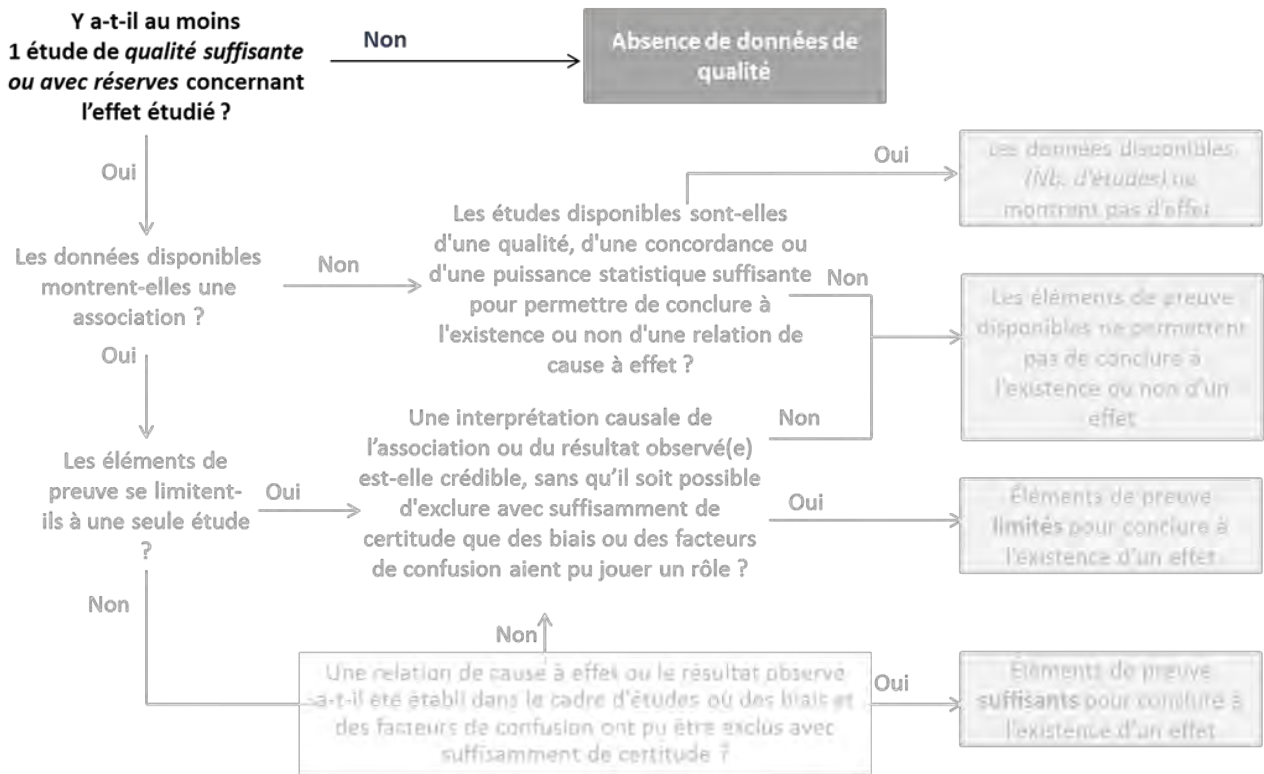 Y a-t-il au moins
1 étude de qualité suffisante
ou avec réserves concernant
l'effet étudié ?
Non
Absence de données de
qualité
Oui
Oui
Les données disponibles
(Nb. d'études) ne
montrent pas d'effet
Les données disponibles
montrent-elles une
association ?
Non
Les études disponibles sont-elles
d'une qualité, d'une concordance ou
d'une puissance statistique suffisante
pour permettre de conclure à
l'existence ou non d'une relation de
cause à effet ?
Non
Les éléments de preuve
disponibles ne permettent
pas de conclure à
l'existence ou non d'un
effet
Oui
Les éléments de
preuve se limitent-
ils à une seule étude
?
Oui
Une interprétation causale de
l'association ou du résultat observé(e)
est-elle crédible, sans qu'il soit possible
d'exclure avec suffisamment de
certitude que des biais ou des facteurs
de confusion aient pu jouer un rôle ?
Non
Oui
Éléments de preuve
limités pour conclure à
l'existence d'un effet
Non
Non
Une relation de cause à effet ou le résultat observé
-a-t-il été établi dans le cadre d'études où des biais et
des facteurs de confusion ont pu être exclus avec
suffisamment de certitude ?
Oui
Éléments de preuve
suffisants pour conclure à
l'existence d'un effet